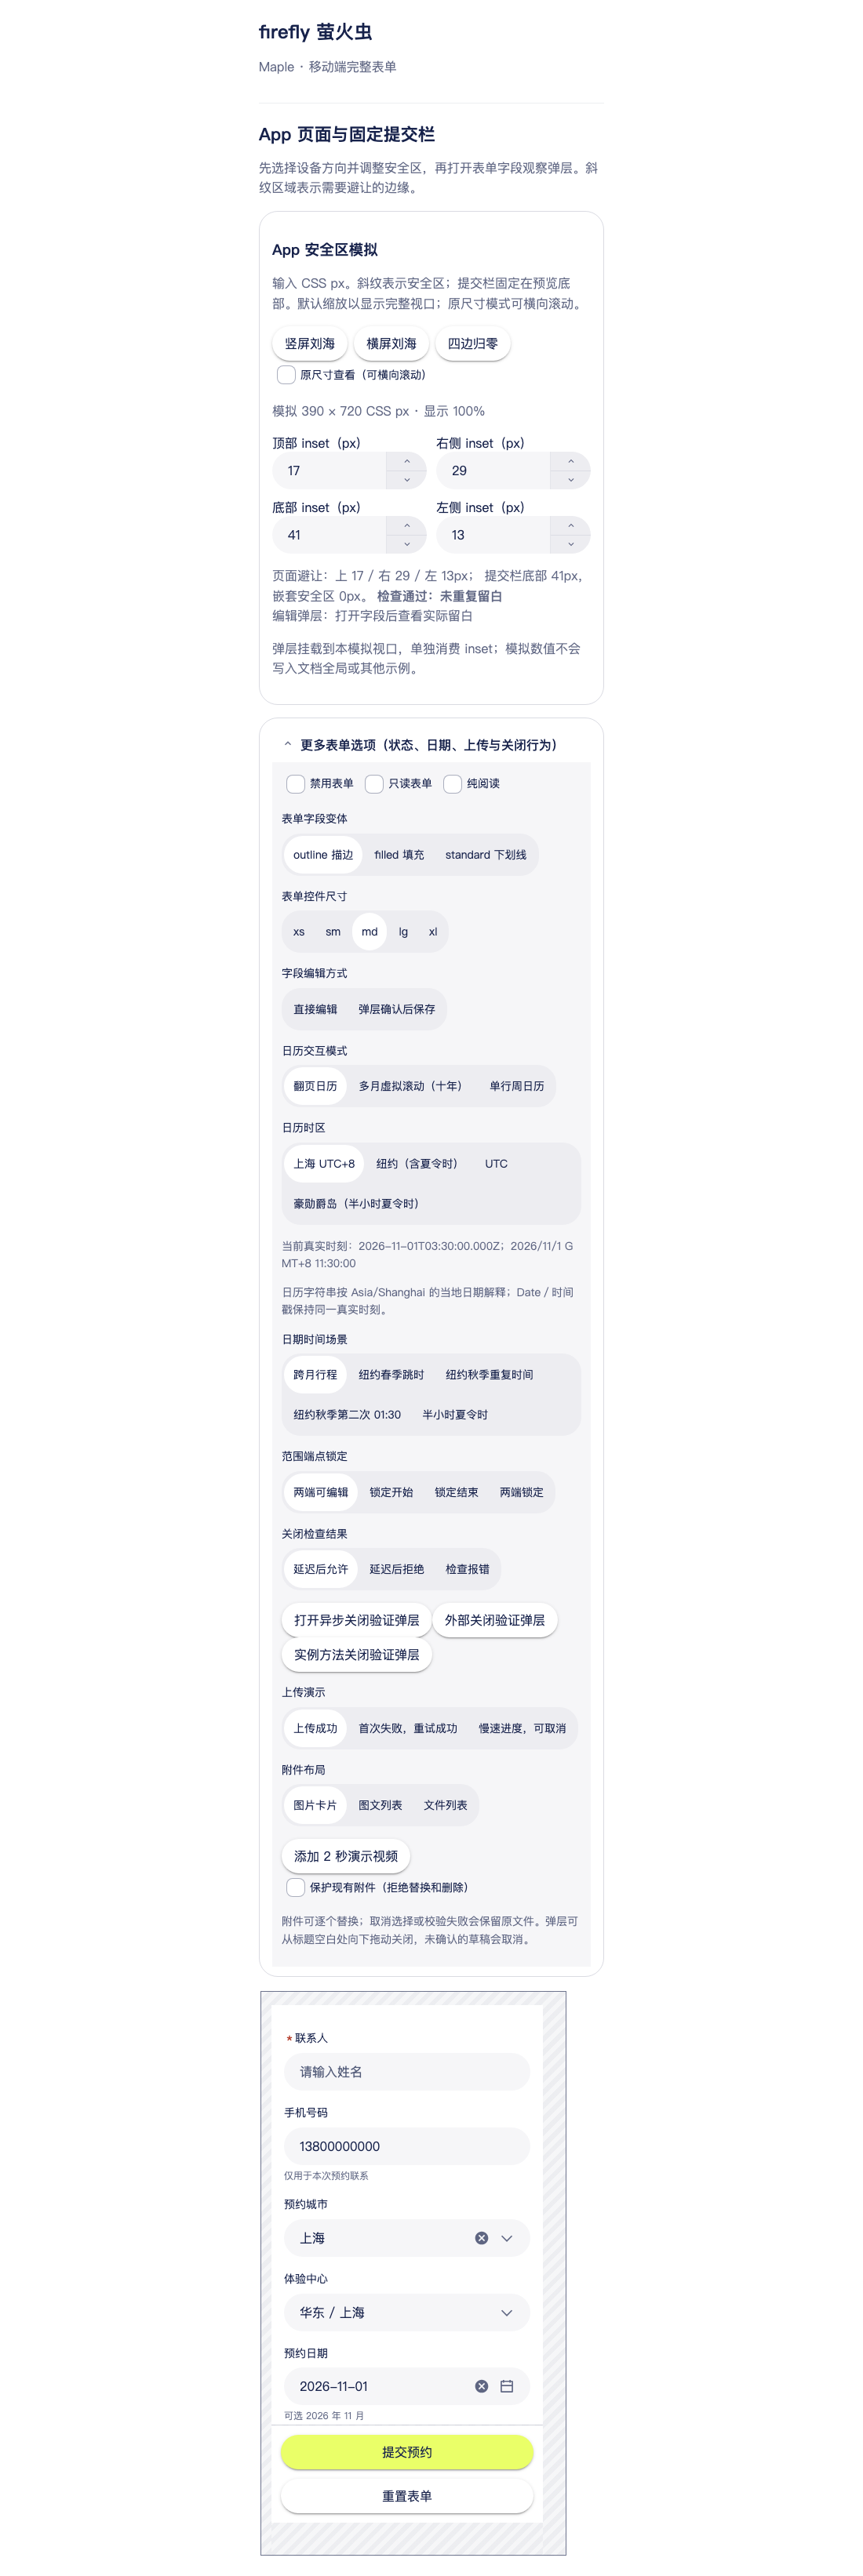 firefly 萤火虫
Maple · 移动端完整表单
App 页面与固定提交栏
先选择设备方向并调整安全区，再打开表单字段观察弹层。斜
纹区域表示需要避让的边缘。
App 安全区模拟
输入 CSS px。斜纹表示安全区；提交栏固定在预览底
部。默认缩放以显示完整视口；原尺寸模式可横向滚动。
竖屏刘海 横屏刘海 四边归零
原尺寸查看（可横向滚动）
模拟 390 × 720 CSS px · 显示 100%
顶部 inset（px） 右侧 inset（px）
17 29
底部 inset（px） 左侧 inset（px）
41 13
页面避让：上 17 / 右 29 / 左 13px； 提交栏底部 41px，
嵌套安全区 0px。 检查通过：未重复留白
编辑弹层：打开字段后查看实际留白
弹层挂载到本模拟视口，单独消费 inset；模拟数值不会
写入文档全局或其他示例。
更多表单选项（状态、日期、上传与关闭行为）
禁用表单 只读表单 纯阅读
表单字段变体
outline 描边 filled 填充 standard 下划线
表单控件尺寸
xs sm md lg xl
字段编辑方式
直接编辑 弹层确认后保存
日历交互模式
翻页日历 多月虚拟滚动（十年） 单行周日历
日历时区
上海 UTC+8 纽约（含夏令时） UTC
豪勋爵岛（半小时夏令时）
当前真实时刻：2026-11-01T03:30:00.000Z；2026/11/1 G
MT+8 11:30:00
日历字符串按 Asia/Shanghai 的当地日期解释；Date / 时间
戳保持同一真实时刻。
日期时间场景
跨月行程 纽约春季跳时 纽约秋季重复时间
纽约秋季第二次 01:30 半小时夏令时
范围端点锁定
两端可编辑 锁定开始 锁定结束 两端锁定
关闭检查结果
延迟后允许 延迟后拒绝 检查报错
打开异步关闭验证弹层 外部关闭验证弹层
实例方法关闭验证弹层
上传演示
上传成功 首次失败，重试成功 慢速进度，可取消
附件布局
图片卡片 图文列表 文件列表
添加 2 秒演示视频
保护现有附件（拒绝替换和删除）
附件可逐个替换；取消选择或校验失败会保留原文件。弹层可
从标题空白处向下拖动关闭，未确认的草稿会取消。
* 联系人
请输入姓名
手机号码
13800000000
仅用于本次预约联系
预约城市
上海
体验中心
华东 / 上海
预约日期
2026-11-01
可选 2026 年 11 月
提交预约
重置表单